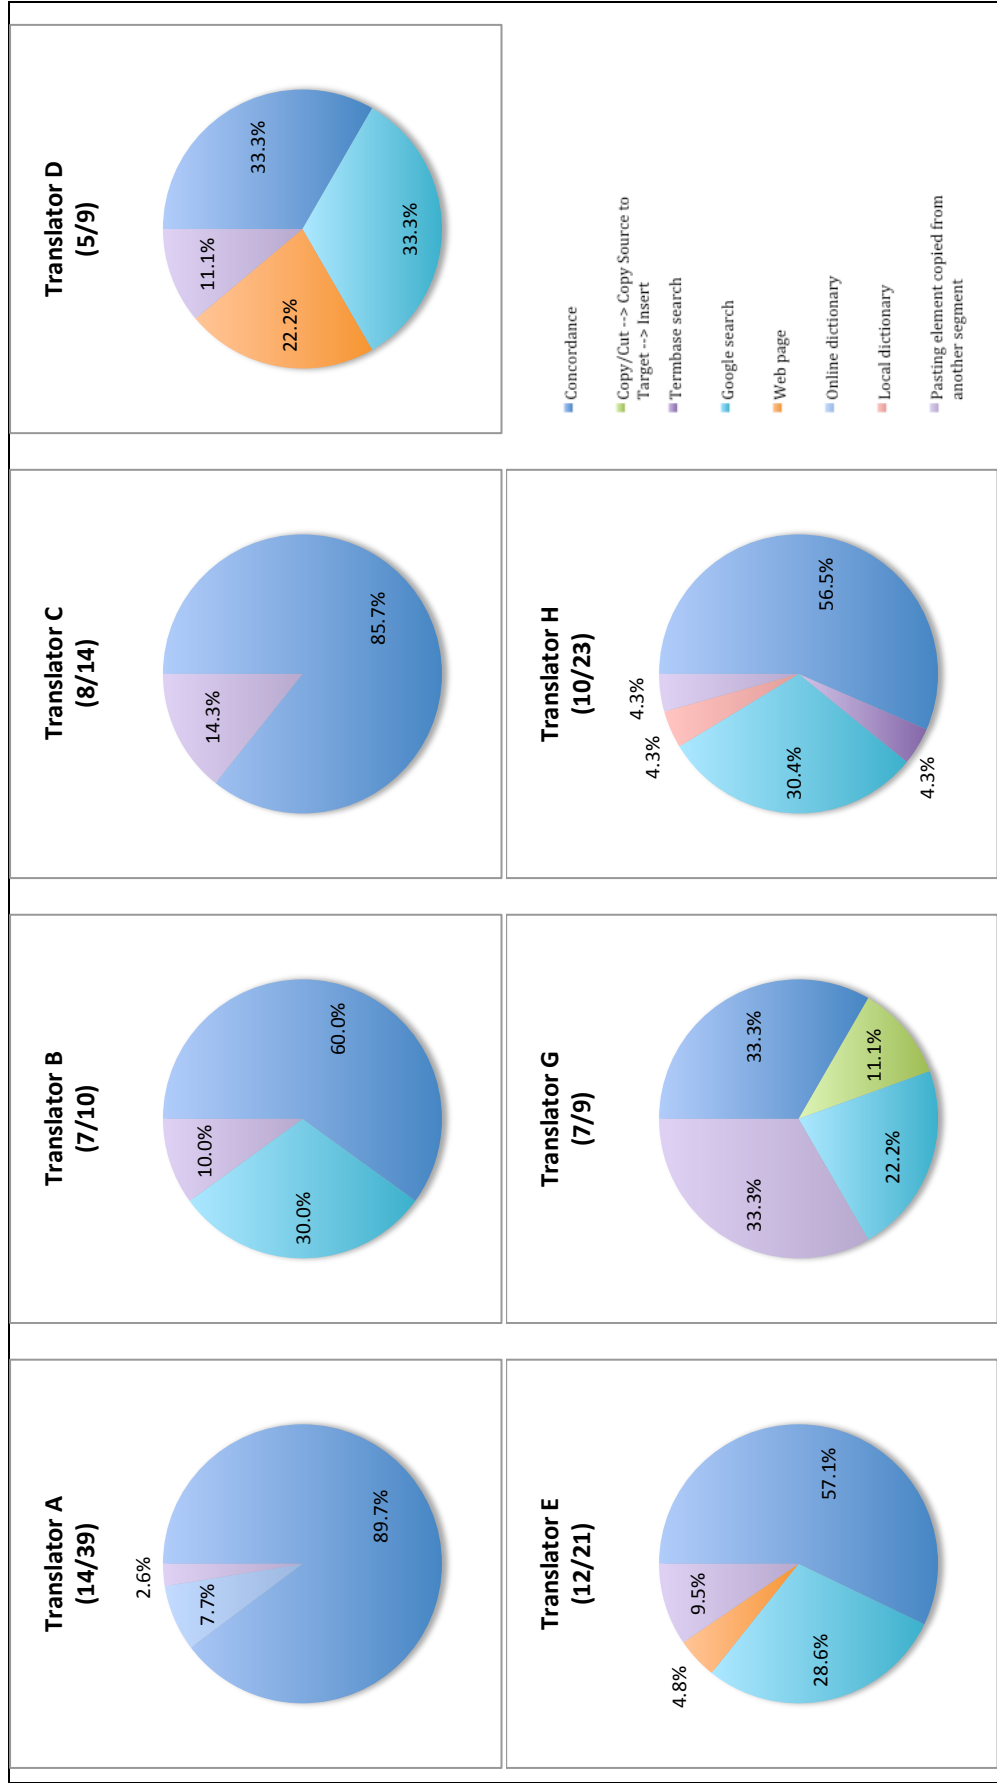 Translator A
(14/39)
2.6%
7.7%
89.7%
Translator B
(7/10)
10.0%
30.0%
60.0%
Translator C
(8/14)
14.3%
85.7%
Translator D
(5/9)
11.1%
33.3%
22.2%
33.3%
Translator E
(12/21)
9.5%
4.8%
57.1%
28.6%
Translator G
(7/9)
33.3%
33.3%
11.1%
22.2%
Translator H
(10/23)
4.3%
4.3%
56.5%
30.4%
4.3%
Concordance
Copy/Cut --> Copy Source to
Target --> Insert
Termbase search
Google search
Web page
Online dictionary
Local dictionary
Pasting element copied from
another segment